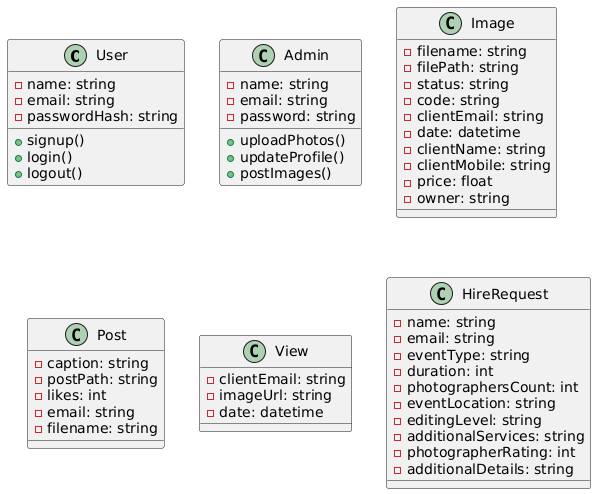 C User
name: string
email: string
passwordHash: string
signup()
login()
logout()
C Admin
name: string
email: string
password: string
uploadPhotos()
updateProfile()
postImages()
C Image
filename: string
filePath: string
status: string
code: string
clientEmail: string
date: datetime
clientName: string
clientMobile: string
price: float
owner: string
C Post
caption: string
postPath: string
likes: int
email: string
filename: string
C View
clientEmail: string
imageUrl: string
date: datetime
C HireRequest
name: string
email: string
eventType: string
duration: int
photographersCount: int
eventLocation: string
editingLevel: string
additionalServices: string
photographerRating: int
additionalDetails: string